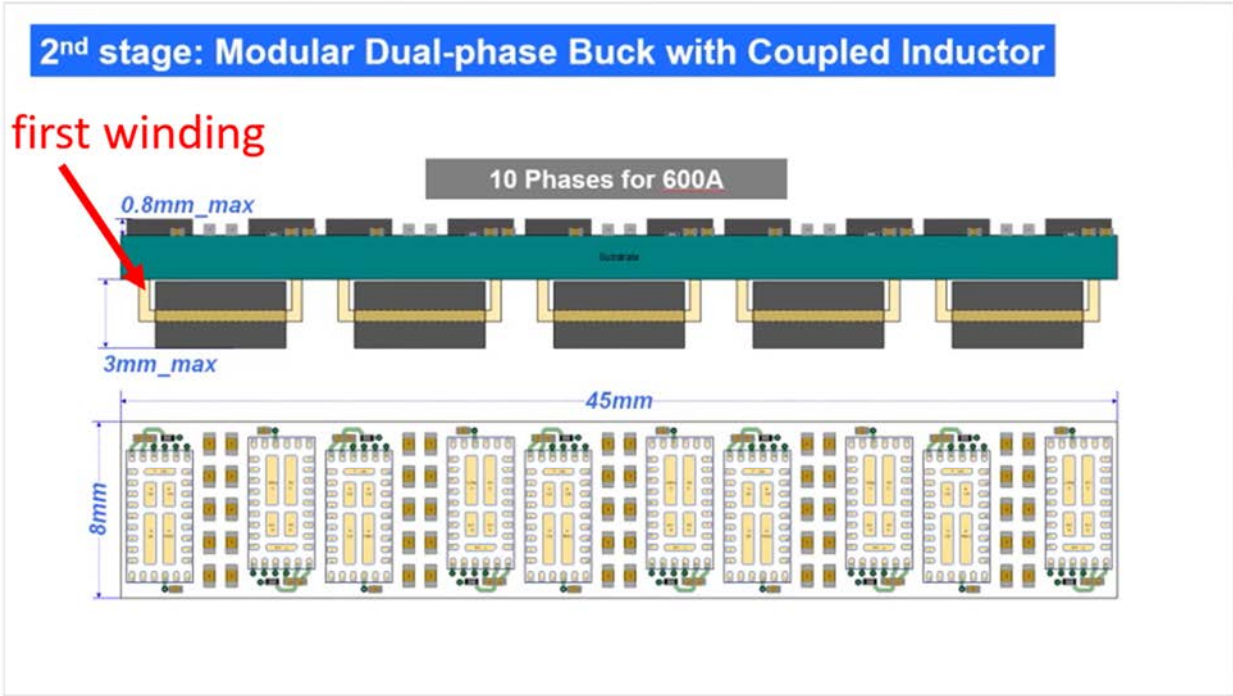 2nd stage: Modular Dual-phase Buck with Coupled Inductor
first winding
10 Phases for 600A
0.8mm_max
Substrate
3mm_max
45mm
8mm